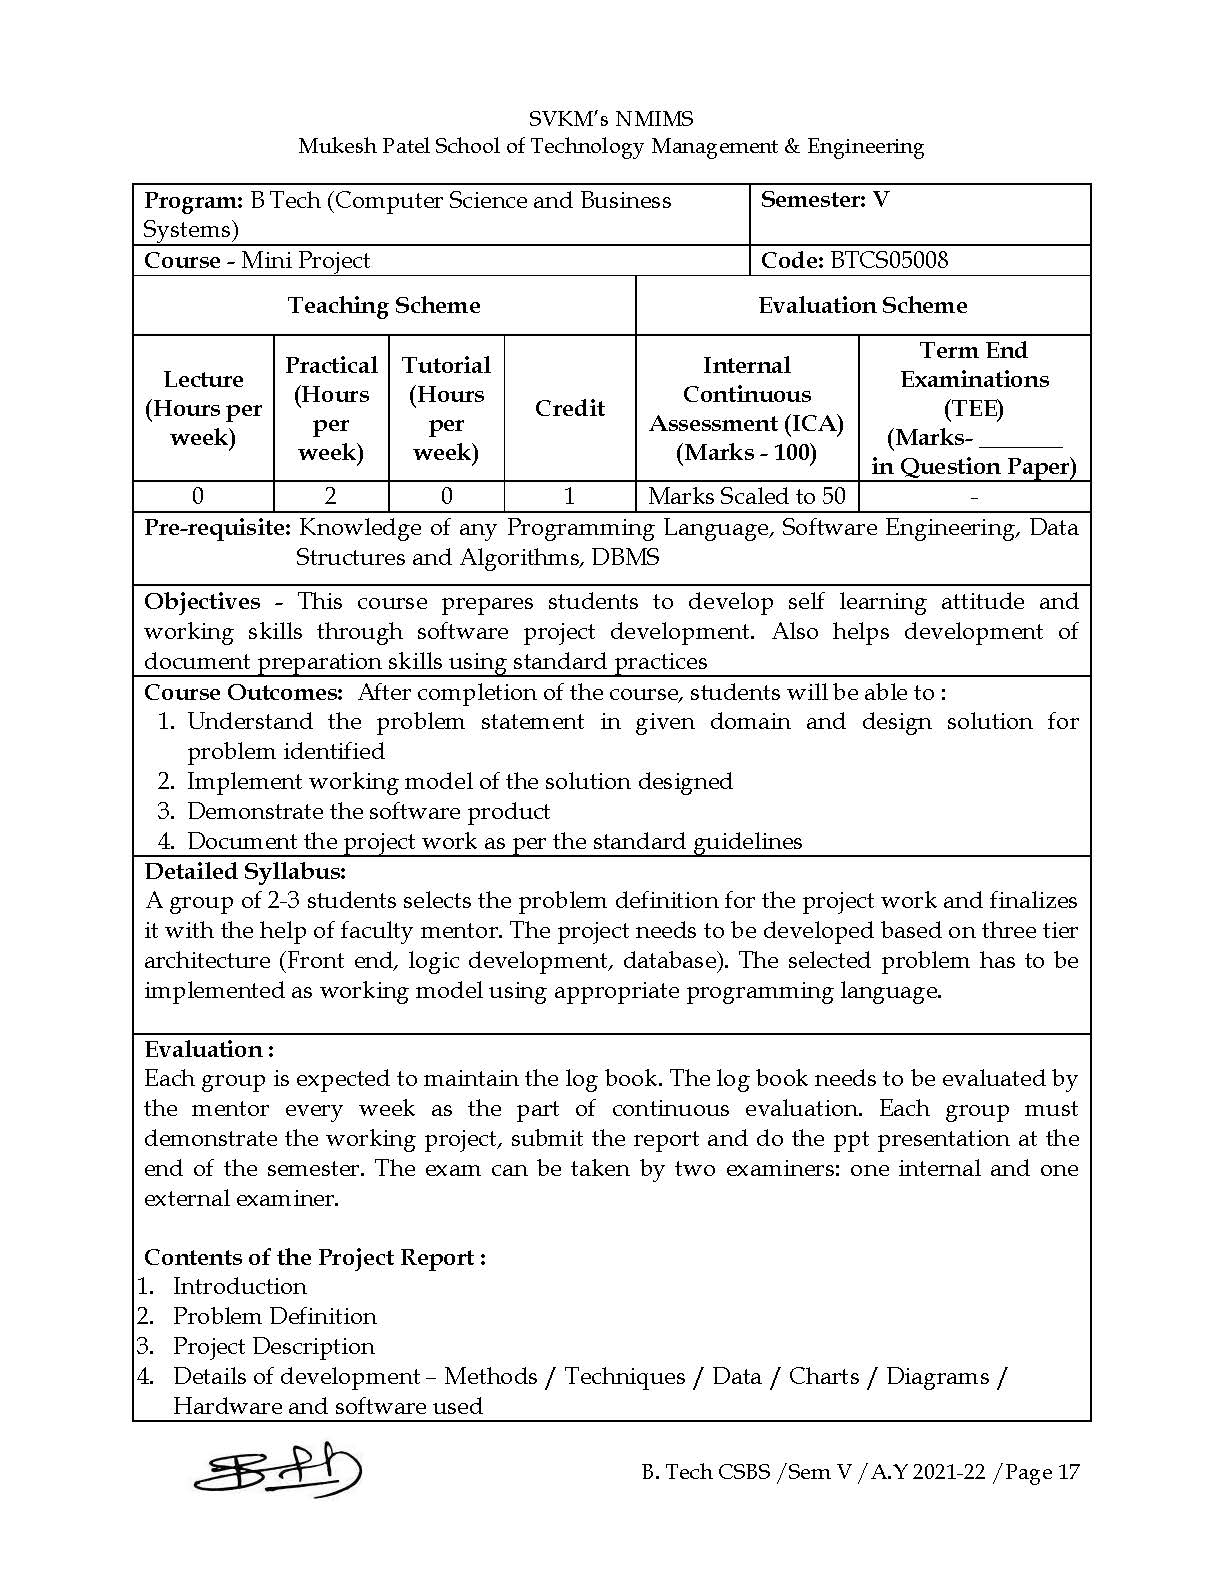 SVKM's NMIMS
Mukesh Patel School of Technology Management & Engineering
Program: B Tech (Computer Science and Business
Systems)
Semester: V
Course - Mini Project
Code: BTCS05008
Teaching Scheme
Evaluation Scheme
Lecture
(Hours per
week)
Practical
(Hours
per
week)
Tutorial
(Hours
per
week)
Credit
Internal
Continuous
Assessment (ICA)
(Marks - 100)
Term End
Examinations
(TEE)
(Marks- _______
in Question Paper)
0
2
0
1
Marks Scaled to 50
-
Pre-requisite: Knowledge of any Programming Language, Software Engineering, Data
Structures and Algorithms, DBMS
Objectives - This course prepares students to develop self learning attitude and
working skills through software project development. Also helps development of
document preparation skills using standard practices
Course Outcomes: After completion of the course, students will be able to :
1. Understand the problem statement in given domain and design solution for
problem identified
2. Implement working model of the solution designed
3. Demonstrate the software product
4. Document the project work as per the standard guidelines
Detailed Syllabus:
A group of 2-3 students selects the problem definition for the project work and finalizes
it with the help of faculty mentor. The project needs to be developed based on three tier
architecture (Front end, logic development, database). The selected problem has to be
implemented as working model using appropriate programming language.
Evaluation :
Each group is expected to maintain the log book. The log book needs to be evaluated by
the mentor every week as the part of continuous evaluation. Each group must
demonstrate the working project, submit the report and do the ppt presentation at the
end of the semester. The exam can be taken by two examiners: one internal and one
external examiner.
Contents of the Project Report :
1. Introduction
2. Problem Definition
3. Project Description
4. Details of development – Methods / Techniques / Data / Charts / Diagrams /
Hardware and software used
B. Tech CSBS /Sem V /A.Y 2021-22 /Page 17